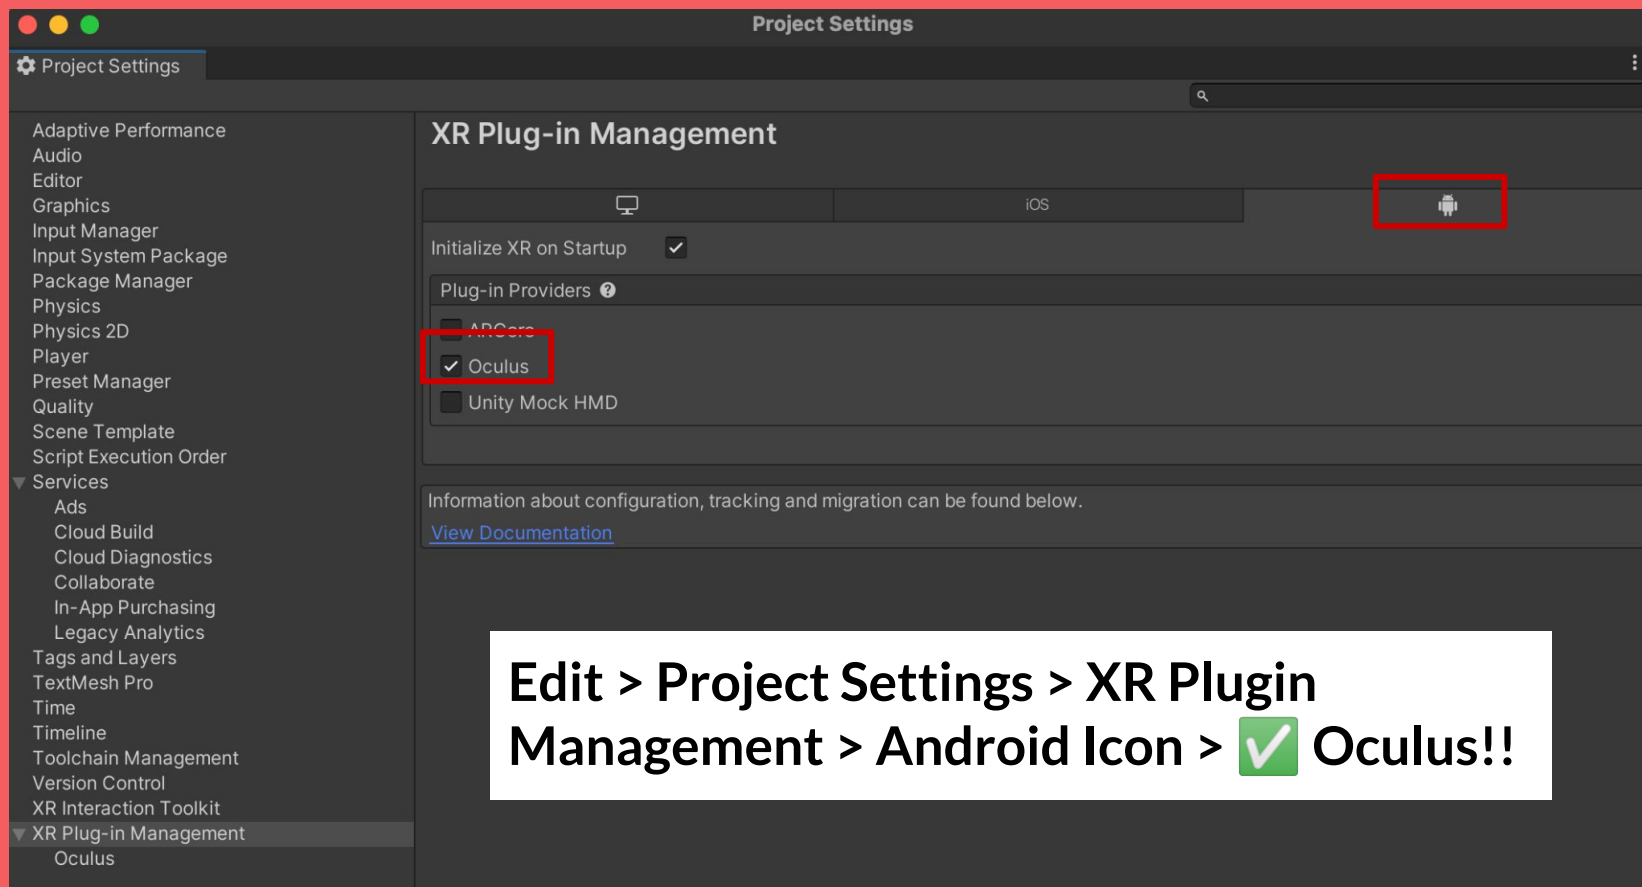 Project Settings
Project Settings
Adaptive Performance
Audio
Editor
Graphics
Input Manager
Input System Package
Package Manager
Physics
Physics 2D
Player
Preset Manager
Quality
Scene Template
Script Execution Order
Services
Ads
Cloud Build
Cloud Diagnostics
Collaborate
In-App Purchasing
Legacy Analytics
Tags and Layers
TextMesh Pro
Time
Timeline
Toolchain Management
Version Control
XR Interaction Toolkit
XR Plug-in Management
Oculus
XR Plug-in Management
iOS
Initialize XR on Startup
Plug-in Providers
ARCore
Oculus
Unity Mock HMD
Information about configuration, tracking and migration can be found below.
View Documentation
Edit > Project Settings > XR Plugin
Management > Android Icon > ✅ Oculus!!